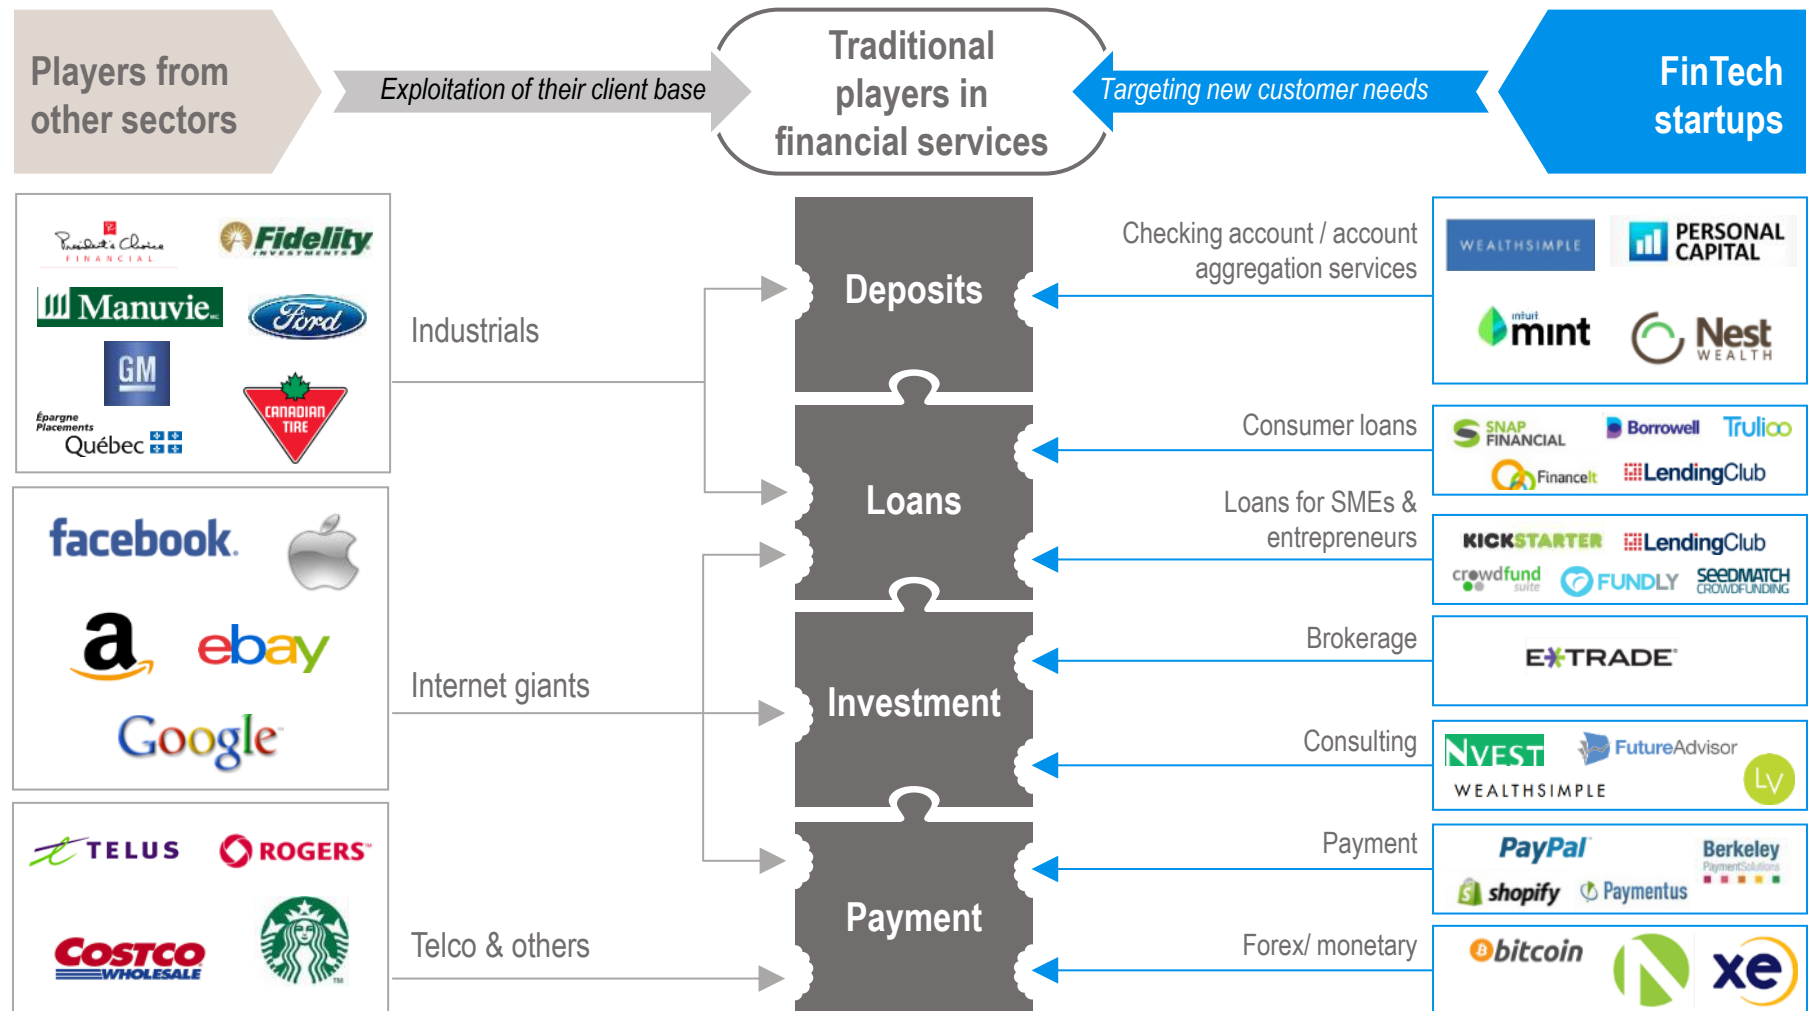 Players from
other sectors
Exploitation of their client base
Traditional
players in
financial services
Targeting new customer needs
FinTech
startups
President's Choice
FINANCIAL
Fidelity
INVESTMENTS
Manuvie
Ford
GM
CANADIAN
TIRE
Épargne
Placements
Québec
Industrials
facebook
a
ebay
Google
Internet giants
TELUS
ROGERS
COSTCO
WHOLESALE
Telco & others
Deposits
Loans
Investment
Payment
Checking account / account
aggregation services
WEALTHSIMPLE
PERSONAL
CAPITAL
intuit
mint
Nest
WEALTH
Consumer loans
SNAP
FINANCIAL
Borrowell
Trulioo
FinanceIt
LendingClub
Loans for SMEs &
entrepreneurs
KICKSTARTER
LendingClub
crowdfund
suite
FUNDLY
SEEDMATCH
CROWDFUNDING
Brokerage
E*TRADE
Consulting
NVEST
FutureAdvisor
WEALTHSIMPLE
LV
Payment
PayPal
Berkeley
PaymentSolutions
shopify
Paymentus
Forex/ monetary
bitcoin
xe